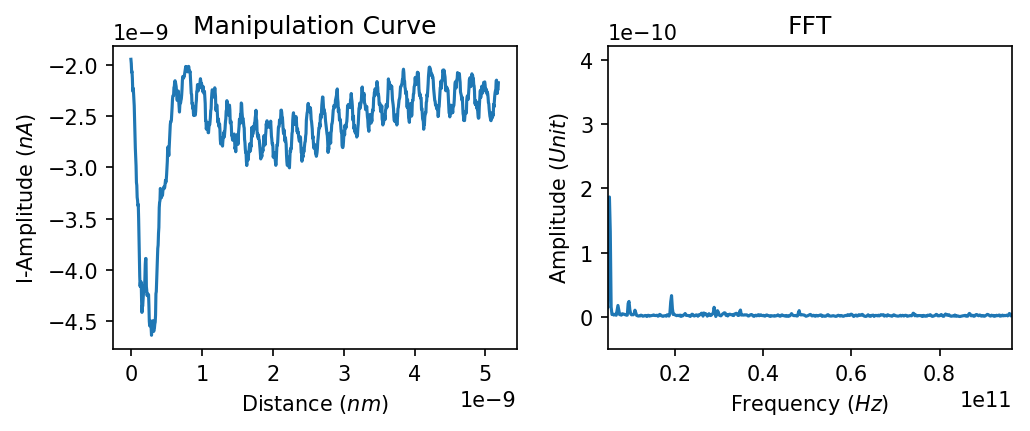 Manipulation Curve
1e−9
I-Amplitude (nA)
−2.0
−2.5
−3.0
−3.5
−4.0
−4.5
0 1 2 3 4 5
1e−9
Distance (nm)
FFT
1e−10
Amplitude (Unit)
4
3
2
1
0
0.2 0.4 0.6 0.8
1e11
Frequency (Hz)